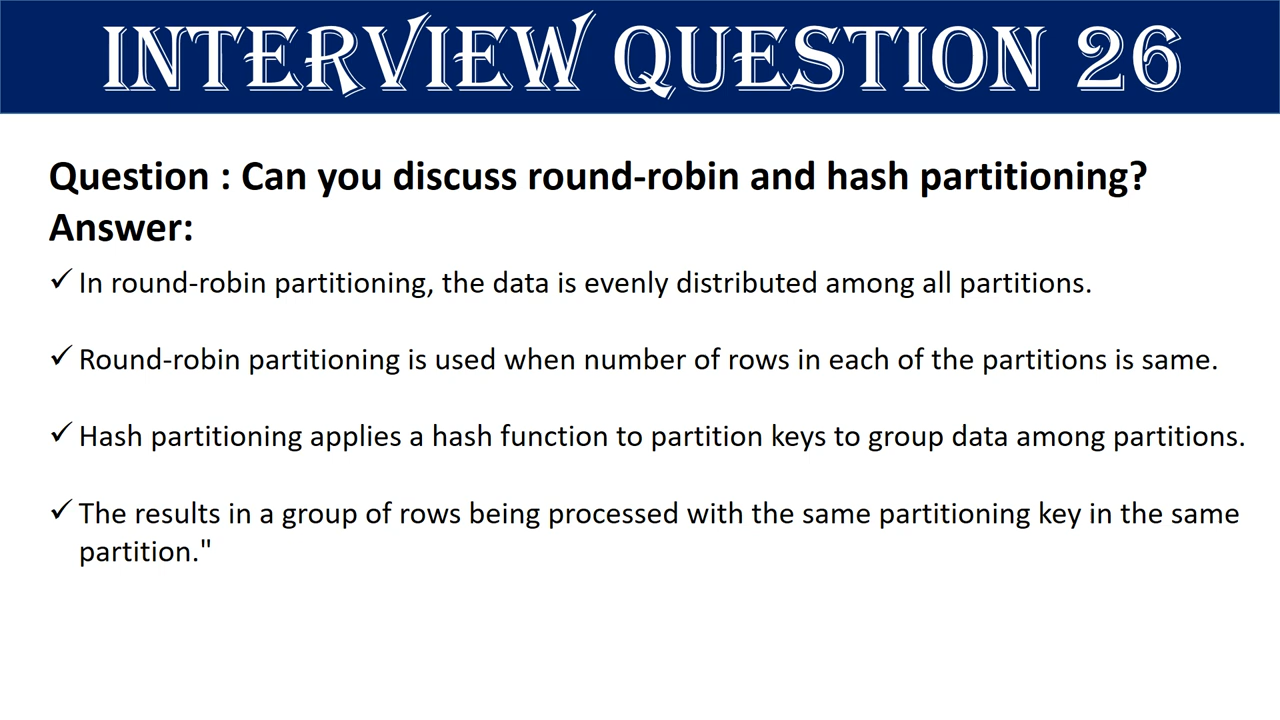 INTERVIEW QUESTION 26
Question : Can you discuss round-robin and hash partitioning?
Answer:
✓ In round-robin partitioning, the data is evenly distributed among all partitions.
✓ Round-robin partitioning is used when number of rows in each of the partitions is same.
✓ Hash partitioning applies a hash function to partition keys to group data among partitions.
✓ The results in a group of rows being processed with the same partitioning key in the same
partition."